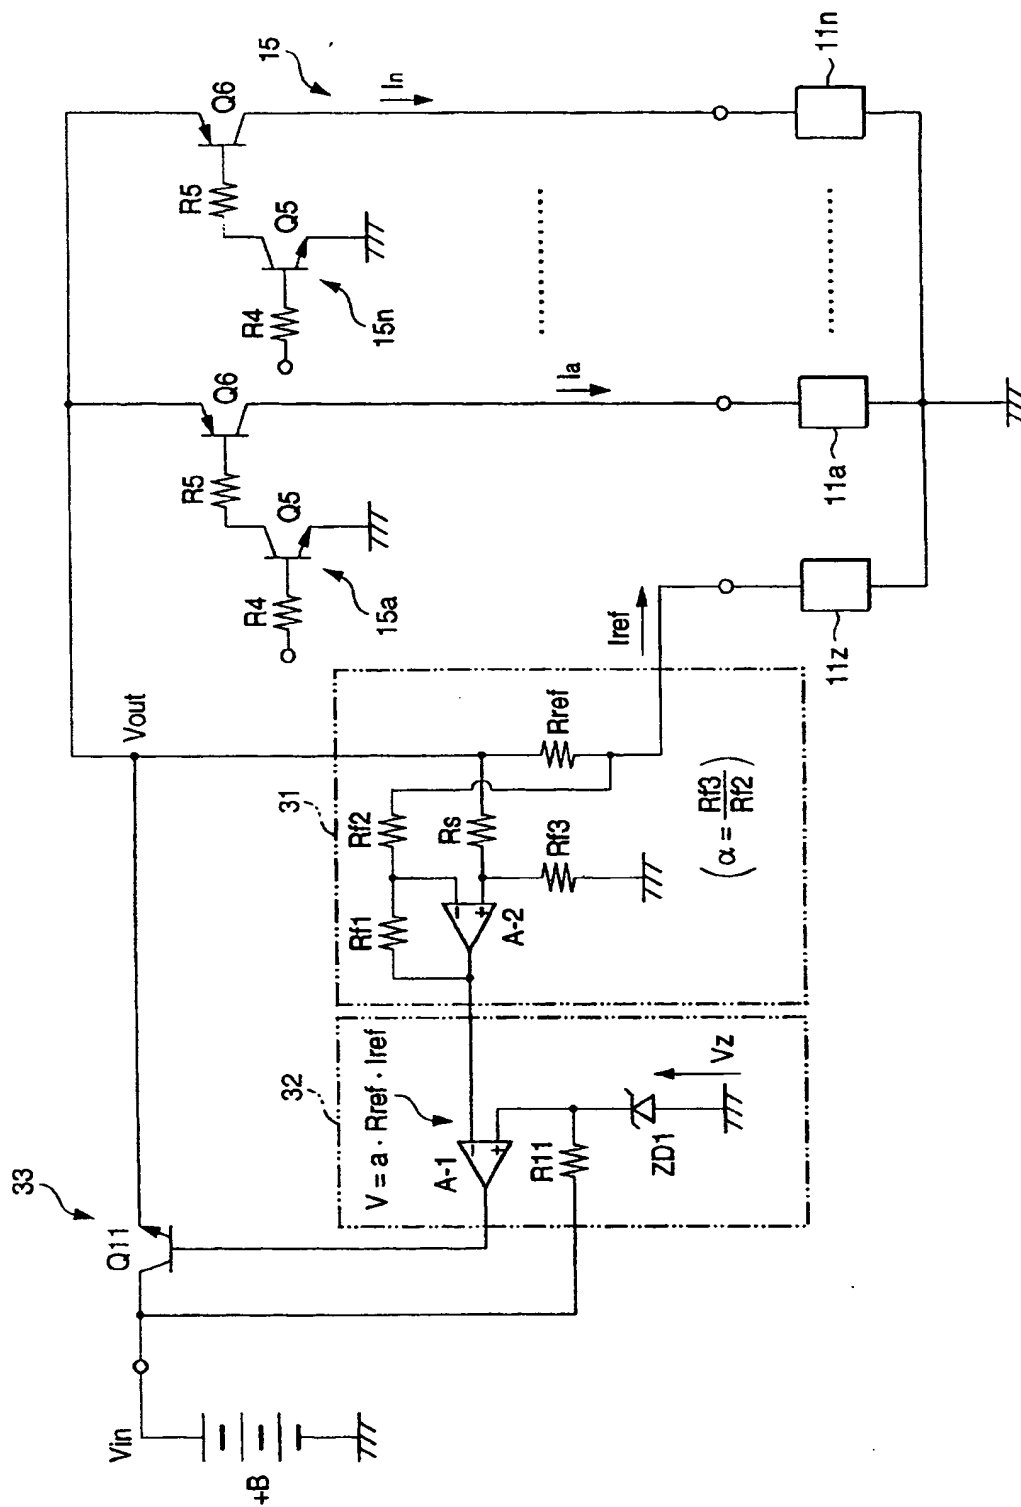 +B
Vin
33
Q11
32
V = a · Rref · Iref
A-1
R11
ZD1
Vz
31
Rf1
Rf2
A-2
Rs
Rf3
Rref
(α = Rf3
Rf2)
Vout
Iref
11z
R4
15a
Q5
R5
Q6
Ia
11a
R4
15n
Q5
R5
Q6
15
In
11n